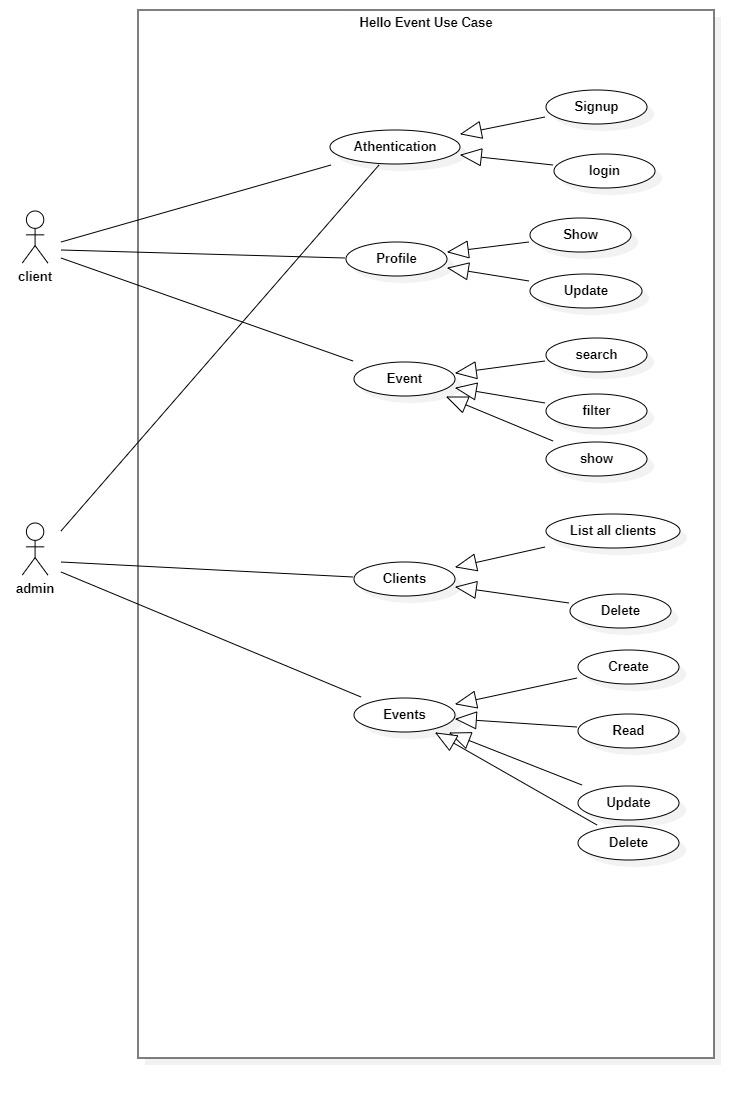 Hello Event Use Case
Signup
Athentication
login
Show
client
Profile
Update
search
Event
filter
show
List all clients
admin
Clients
Delete
Create
Events
Read
Update
Delete